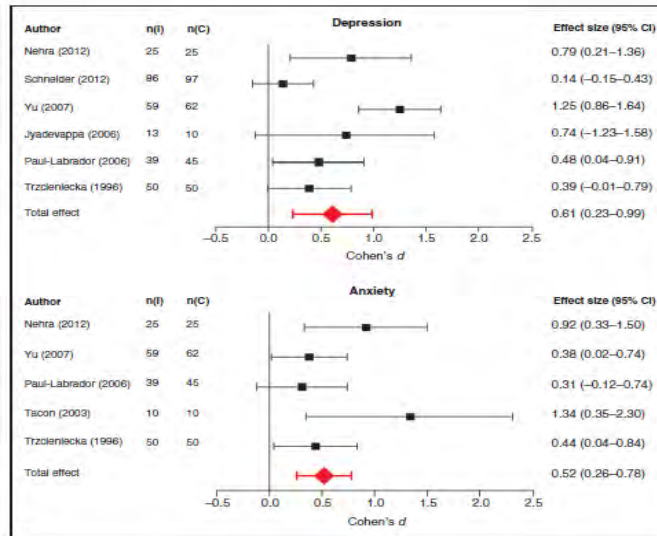 Depression
Author n(I) n(C) Effect size (95% CI)
Nehra (2012) 25 25 0.79 (0.21–1.36)
Schneider (2012) 96 97 0.14 (–0.15–0.43)
Yu (2007) 59 62 1.25 (0.86–1.64)
Jyadevappa (2006) 13 10 0.74 (–1.23–1.58)
Paul-Labrador (2006) 39 45 0.48 (0.04–0.91)
Trzcieniecka (1996) 50 50 0.39 (–0.01–0.79)
Total effect 0.61 (0.23–0.99)
–0.5 0.0 0.5 1.0 1.5 2.0 2.5
Cohen's d
Anxiety
Author n(I) n(C) Effect size (95% CI)
Nehra (2012) 25 25 0.92 (0.33–1.50)
Yu (2007) 59 62 0.38 (0.02–0.74)
Paul-Labrador (2006) 39 45 0.31 (–0.12–0.74)
Tacon (2003) 10 10 1.34 (0.35–2.30)
Trzcieniecka (1996) 50 50 0.44 (0.04–0.84)
Total effect 0.52 (0.26–0.78)
–0.5 0.0 0.5 1.0 1.5 2.0 2.5
Cohen's d